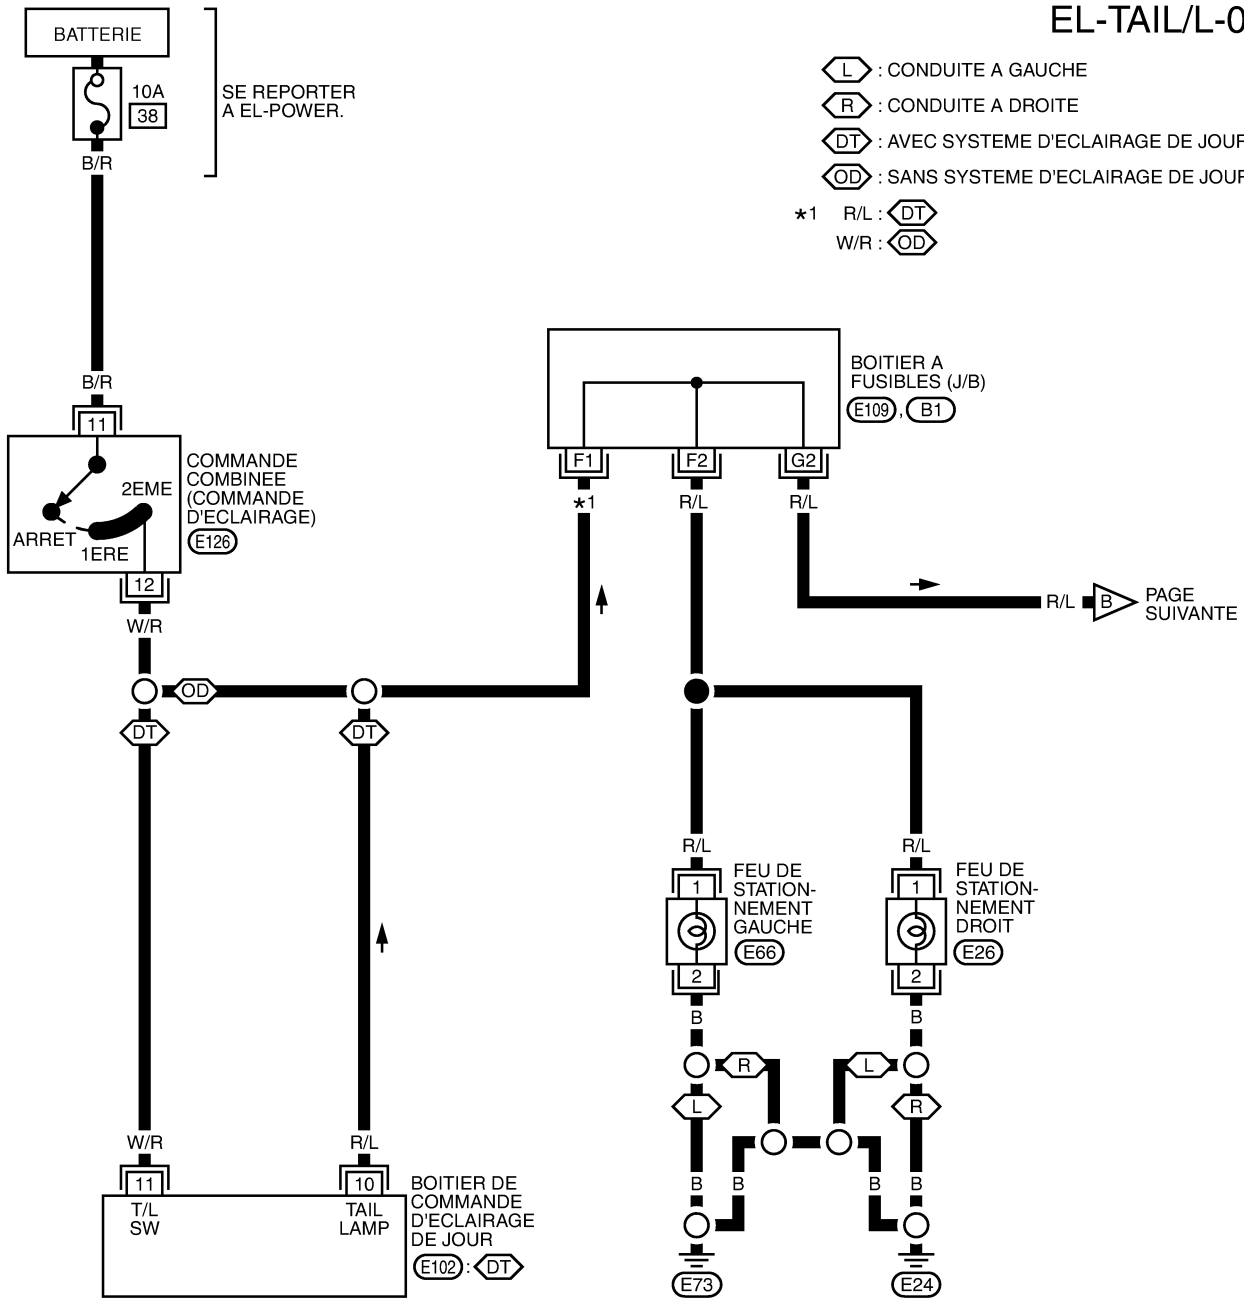 EL-TAIL/L-0
BATTERIE
10A
38
SE REPORTER
A EL-POWER.
L : CONDUITE A GAUCHE
R : CONDUITE A DROITE
DT : AVEC SYSTEME D'ECLAIRAGE DE JOUR
OD : SANS SYSTEME D'ECLAIRAGE DE JOUR
*1 R/L : DT
W/R : OD
B/R
B/R
11
COMMANDE
COMBINEE
(COMMANDE
D'ECLAIRAGE)
E126
2EME
ARRET
1ERE
12
W/R
BOITIER A
FUSIBLES (J/B)
E109 , B1
F1
F2
G2
*1
R/L
R/L
R/L
B
PAGE
SUIVANTE
OD
DT
DT
R/L
R/L
1
FEU DE
STATION-
NEMENT
GAUCHE
E66
2
1
FEU DE
STATION-
NEMENT
DROIT
E26
2
B
B
R
L
L
R
W/R
R/L
B
B
B
B
11
10
T/L
SW
TAIL
LAMP
BOITIER DE
COMMANDE
D'ECLAIRAGE
DE JOUR
E102 : DT
E73
E24